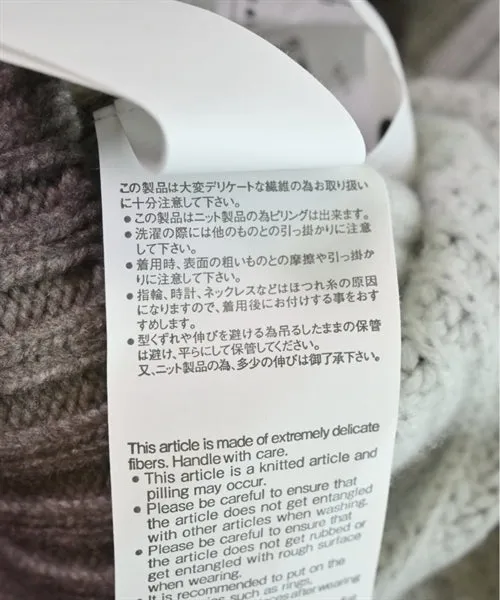 この製品は大変デリケートな繊維の為お取り扱い
に十分注意して下さい。
●この製品はニット製品の為ピリングは出来ます。
●洗濯の際には他のものとの引っ掛かりに注意
して下さい。
●着用時、表面の粗いものとの摩擦や引っ掛か
りに注意して下さい。
●指輪、時計、ネックレスなどはほつれ糸の原因
になりますので、着用後にお付けする事をおす
すめします。
●型くずれや伸びを避ける為吊るしたままの保管
は避け、平らにして保管してください。
又、ニット製品の為、多少の伸びは御了承下さい。
This article is made of extremely delicate
fibers. Handle with care.
● This article is a knitted article and
pilling may occur.
● Please be careful to ensure that
the article does not get entangled
with other articles when washing.
● Please be careful to ensure that
the article does not get rubbed or
get entangled with rough surface
when wearing.
● It is recommended to put on the
such as rings,
after wearing